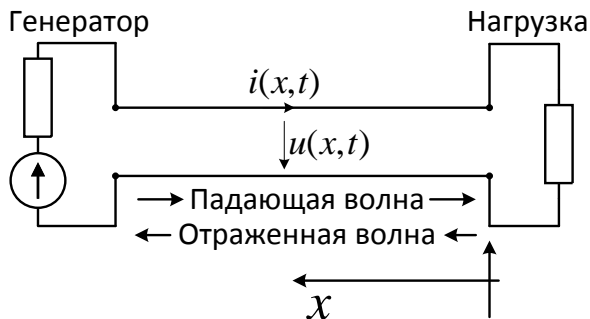 Генератор
Нагрузка
i(x,t)
u(x,t)
Падающая волна
Отраженная волна
x